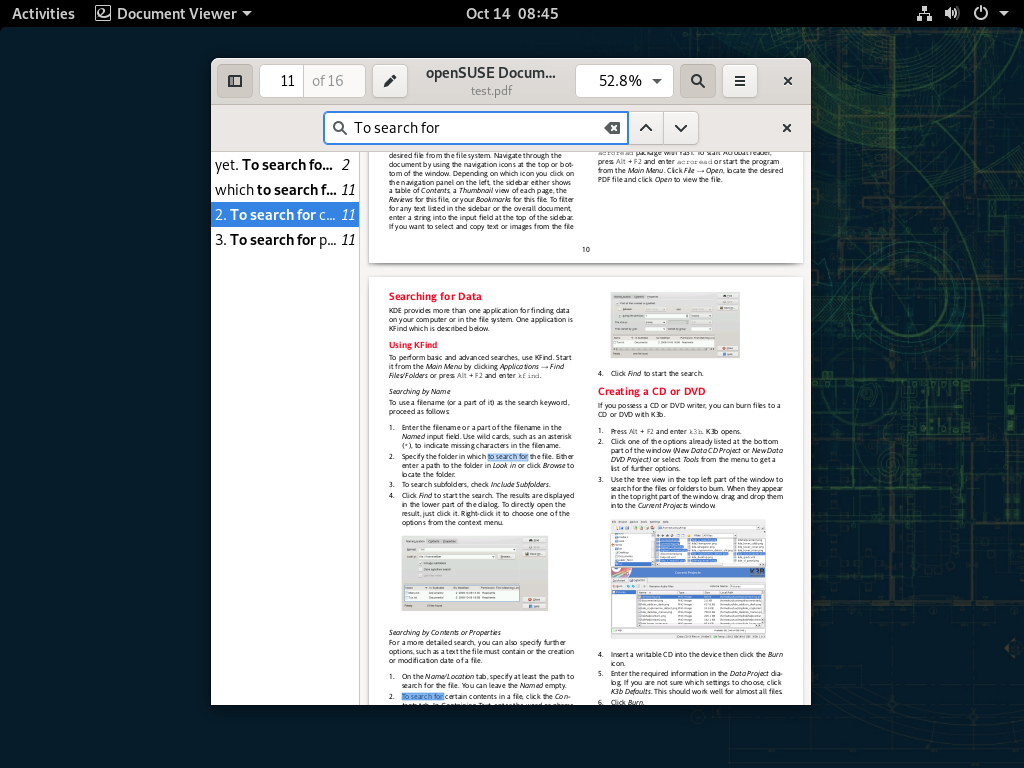 Activities
Document Viewer
Oct 14 08:45
11
of 16
openSUSE Docum...
test.pdf
52.8%
To search for
yet. To search fo... 2
which to search f... 11
2. To search for c... 11
3. To search for p... 11
desired file from the file system. Navigate through the
document by using the navigation icons at the top or bot-
tom of the window. Depending on which icon you click on
the navigation panel on the left, the sidebar either shows
a table of Contents, a Thumbnail view of each page, the
Reviews for this file, or your Bookmarks for this file. To filter
for any text listed in the sidebar or the overall document,
enter a string into the input field at the top of the sidebar.
If you want to select and copy text or images from the file
acroread package with YaST. To start Acrobat reader,
press Alt + F2 and enter acroread or start the program
from the Main Menu. Click File → Open, locate the desired
PDF file and click Open to view the file.
10
Searching for Data
KDE provides more than one application for finding data
on your computer or in the file system. One application is
KFind which is described below.
Using KFind
To perform basic and advanced searches, use KFind. Start
it from the Main Menu by clicking Applications → Find
Files/Folders or press Alt + F2 and enter kfind.
Searching by Name
To use a filename (or a part of it) as the search keyword,
proceed as follows:
1. Enter the filename or a part of the filename in the
Named input field. Use wild cards, such as an asterisk
(*), to indicate missing characters in the filename.
2. Specify the folder in which to search for the file. Either
enter a path to the folder in Look in or click Browse to
locate the folder.
3. To search subfolders, check Include Subfolders.
4. Click Find to start the search. The results are displayed
in the lower part of the dialog. To directly open the
result, just click it. Right-click it to choose one of the
options from the context menu.
Searching by Contents or Properties
For a more detailed search, you can also specify further
options, such as a text the file must contain or the creation
or modification date of a file.
1. On the Name/Location tab, specify at least the path to
search for the file. You can leave the Named empty.
2. To search for certain contents in a file, click the Con-
4. Click Find to start the search.
Creating a CD or DVD
If you possess a CD or DVD writer, you can burn files to a
CD or DVD with K3b.
1. Press Alt + F2 and enter k3b. K3b opens.
2. Click one of the options already listed at the bottom
part of the window (New Data CD Project or New Data
DVD Project) or select Tools from the menu to get a
list of further options.
3. Use the tree view in the top left part of the window to
search for the files or folders to burn. When they appear
in the top right part of the window, drag and drop them
into the Current Projects window.
4. Insert a writable CD into the device then click the Burn
icon.
5. Enter the required information in the Data Project dia-
log. If you are not sure which settings to choose, click
K3b Defaults. This should work well for almost all files.
6. Click Burn.